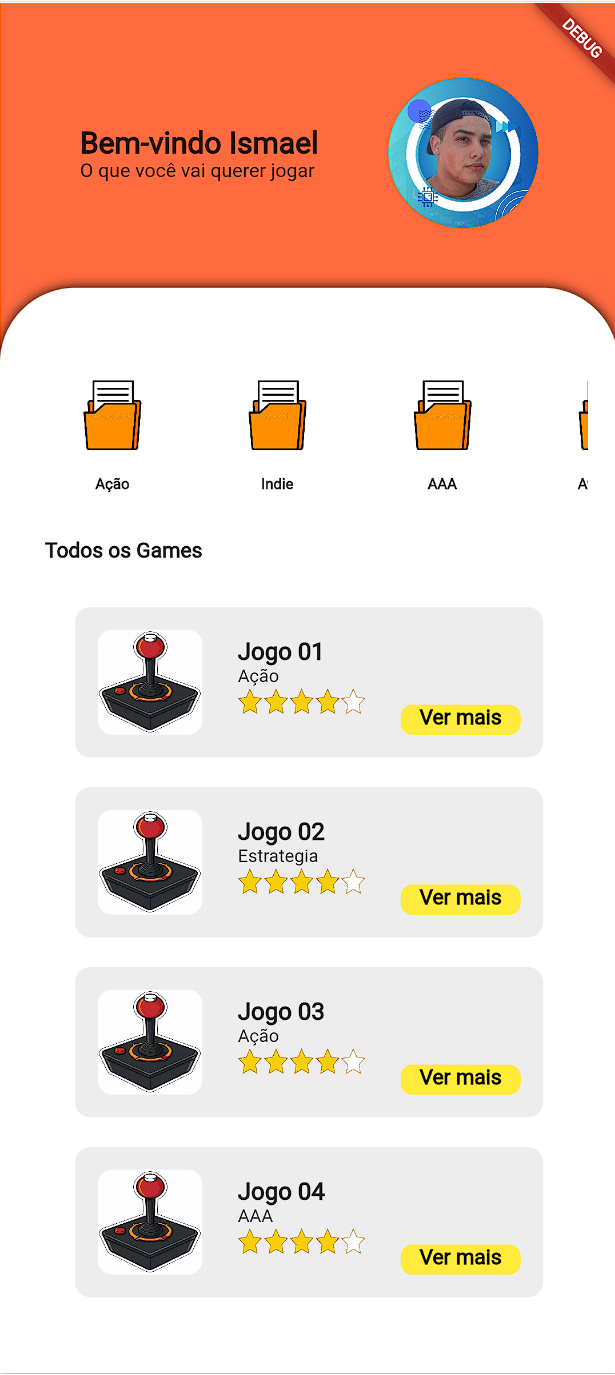 DEBUG
Bem-vindo Ismael
O que você vai querer jogar
Ação
Indie
AAA
Todos os Games
Jogo 01
Ação
Ver mais
Jogo 02
Estrategia
Ver mais
Jogo 03
Ação
Ver mais
Jogo 04
AAA
Ver mais